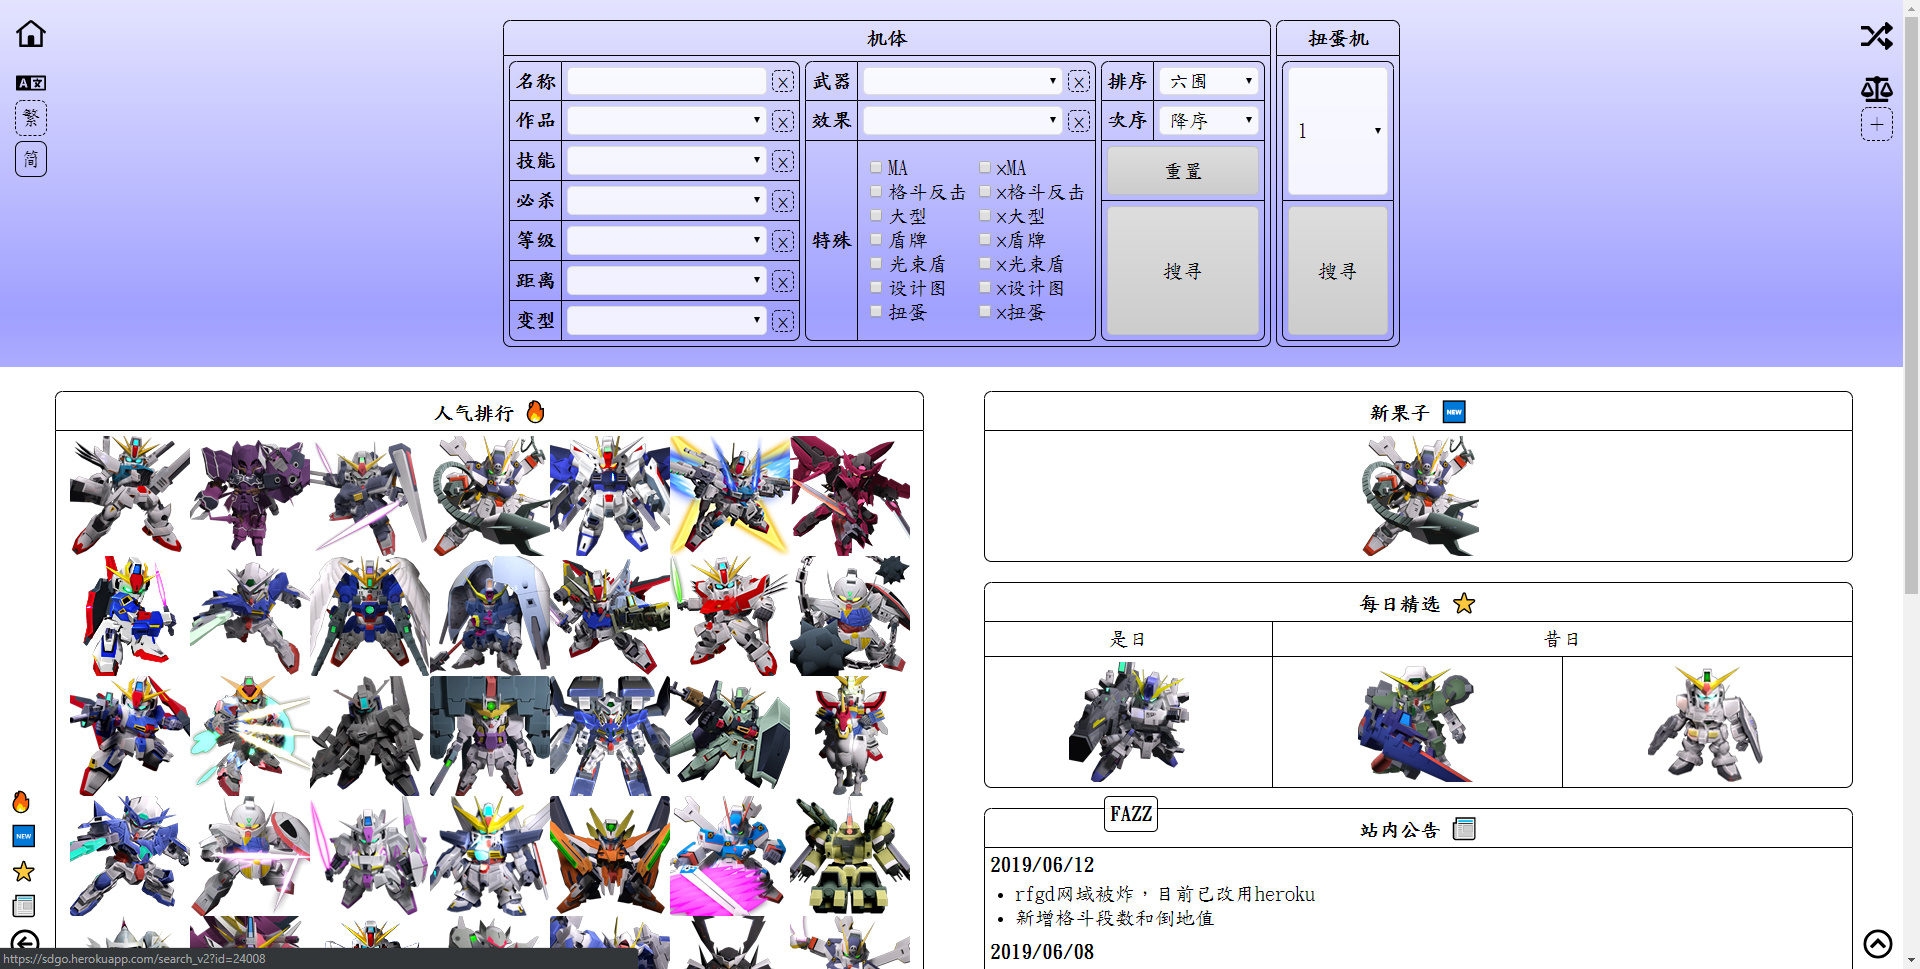 机体
扭蛋机
名称
作品
技能
必杀
等级
距离
变型
武器
效果
特殊
MA
×MA
格斗反击
×格斗反击
大型
×大型
盾牌
×盾牌
光束盾
×光束盾
设计图
×设计图
扭蛋
×扭蛋
排序
六围
次序
降序
重置
搜寻
1
搜寻
A文
繁
简
人气排行
新果子
NEW
每日精选
是日
昔日
FAZZ
站内公告
2019/06/12
• rfgd网域被炸，目前已改用heroku
• 新增格斗段数和倒地值
2019/06/08
NEW
https://sdgo.herokuapp.com/search_v2?id=24008